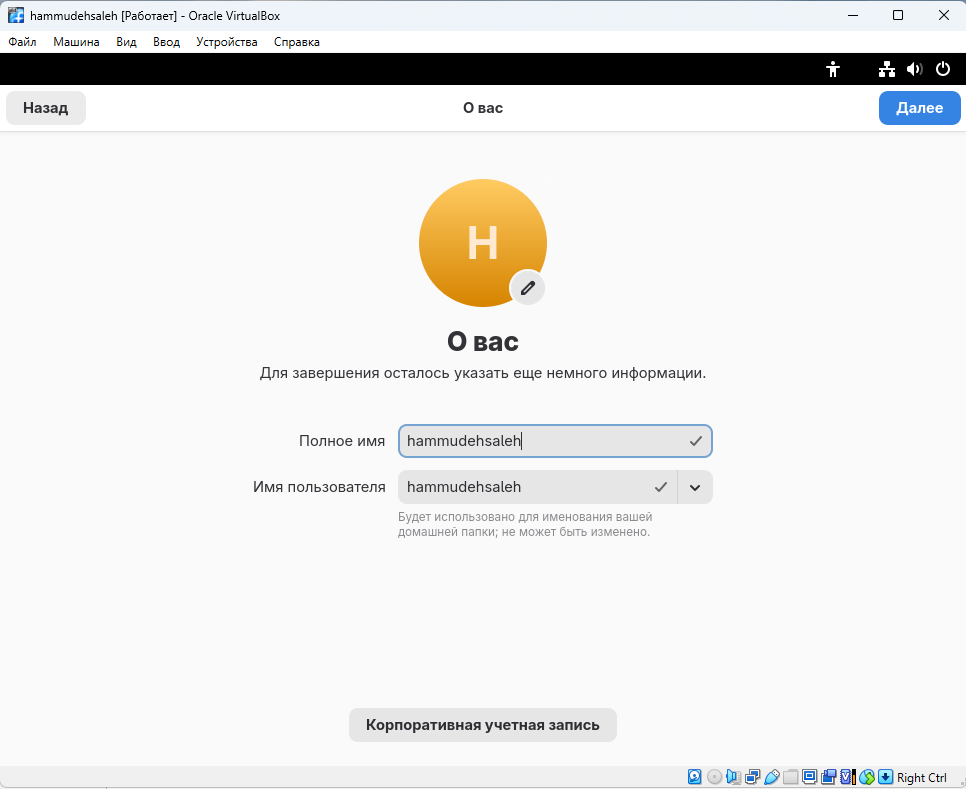 hammudehsaleh [Работает] - Oracle VirtualBox
Файл Машина Вид Ввод Устройства Справка
Назад О вас Далее
H
О вас
Для завершения осталось указать еще немного информации.
Полное имя hammudehsaleh
Имя пользователя hammudehsaleh
Будет использовано для именования вашей
домашней папки; не может быть изменено.
Корпоративная учетная запись
Right Ctrl